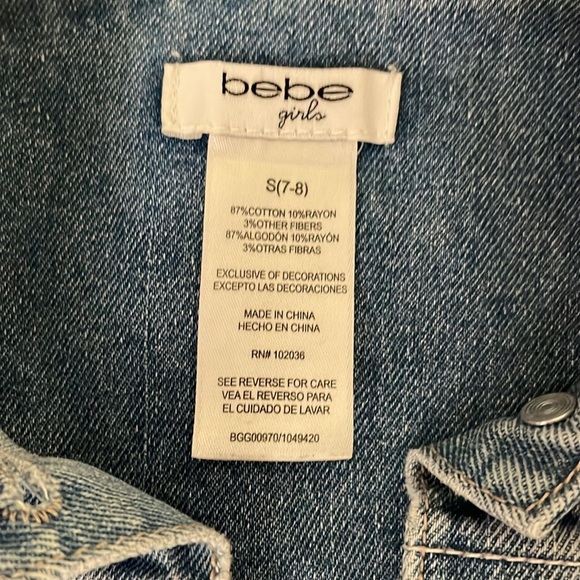 bebe
girls
S(7-8)
87%COTTON 10%RAYON
3%OTHER FIBERS
87%ALGODÓN 10%RAYÓN
3%OTRAS FIBRAS
EXCLUSIVE OF DECORATIONS
EXCEPTO LAS DECORACIONES
MADE IN CHINA
HECHO EN CHINA
RN# 102036
SEE REVERSE FOR CARE
VEA EL REVERSO PARA
EL CUIDADO DE LAVAR
BGG00970/1049420